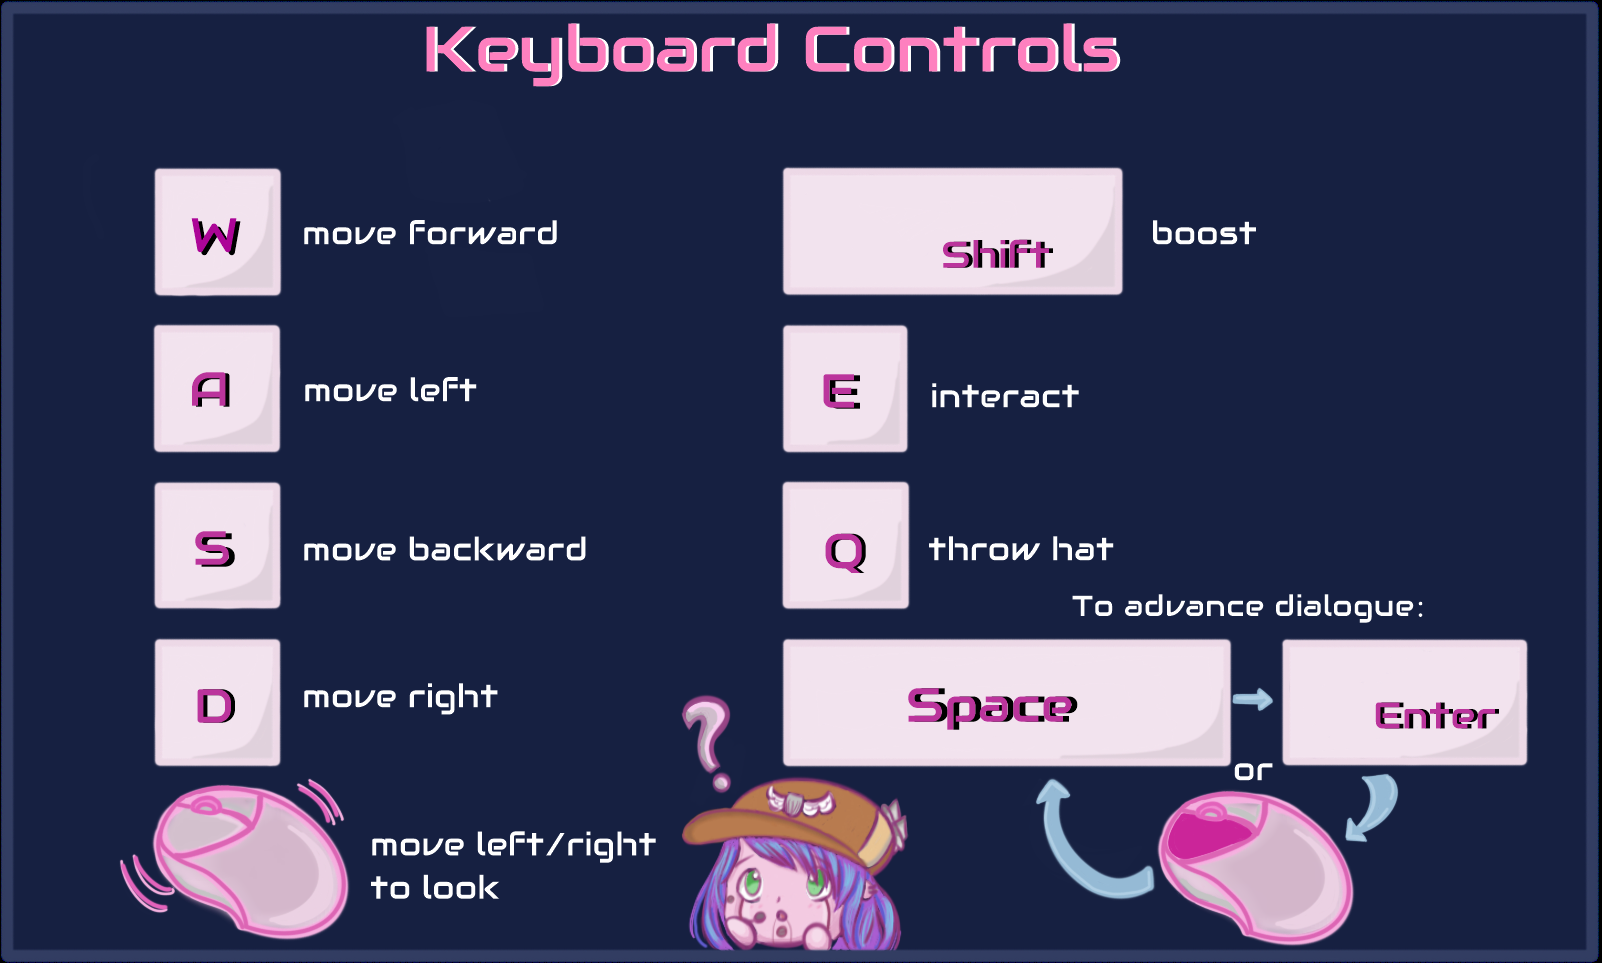 Keyboard Controls
W
move forward
A
move left
S
move backward
D
move right
move left/right
to look
Shift
boost
E
interact
Q
throw hat
To advance dialogue:
Space
Enter
or
?